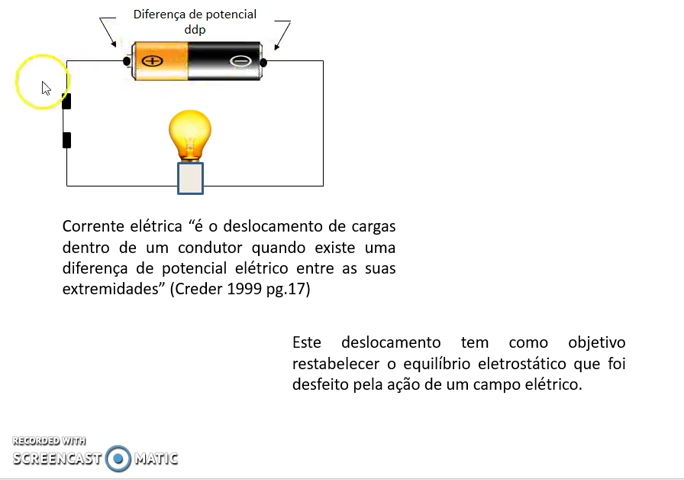 Diferença de potencial
ddp
Corrente elétrica “é o deslocamento de cargas
dentro de um condutor quando existe uma
diferença de potencial elétrico entre as suas
extremidades” (Creder 1999 pg.17)
Este deslocamento tem como objetivo
restabelecer o equilíbrio eletrostático que foi
desfeito pela ação de um campo elétrico.
RECORDED WITH
SCREENCAST MATIC